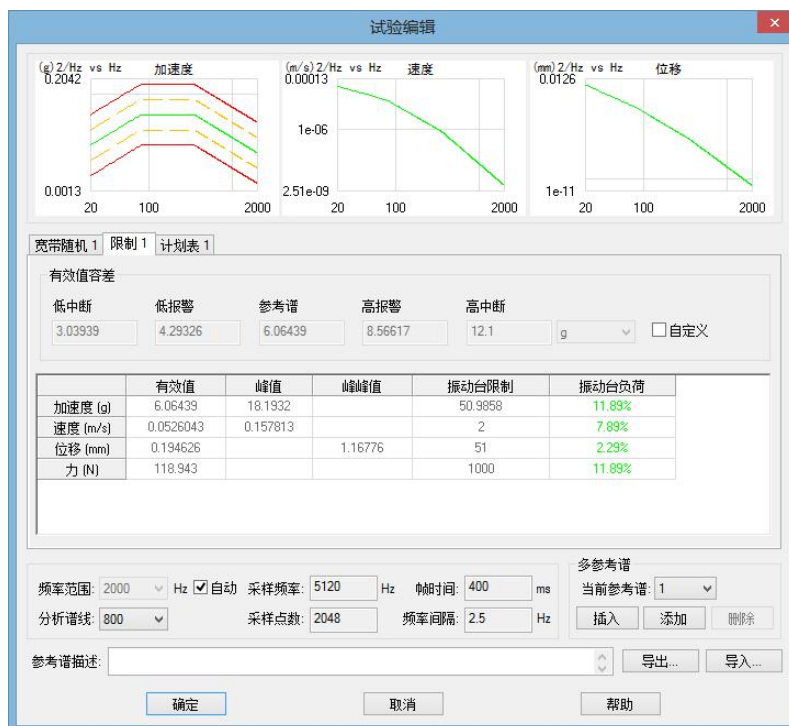 试验编辑
(g)2/Hz vs Hz 加速度
0.2042
0.0013
20 100 2000
(m/s)2/Hz vs Hz 速度
0.00013
1e-06
2.51e-09
20 100 2000
(mm)2/Hz vs Hz 位移
0.0126
1e-11
20 100 2000
宽带随机 1 限制 1 计划表 1
有效值容差
低中断 低报警 参考谱 高报警 高中断
3.03939 4.29326 6.06439 8.56617 12.1 g 自定义
有效值 峰值 峰峰值 振动台限制 振动台负荷
加速度 (g) 6.06439 18.1932 50.9858 11.89%
速度 (m/s) 0.0526043 0.157813 2 7.89%
位移 (mm) 0.194626 1.16776 51 2.29%
力 (N) 118.943 1000 11.89%
多参考谱
频率范围: 2000 Hz 自动 采样频率: 5120 Hz 帧时间: 400 ms 当前参考谱: 1
分析谱线: 800 采样点数: 2048 频率间隔: 2.5 Hz 插入 添加 删除
参考谱描述: 导出... 导入...
确定 取消 帮助